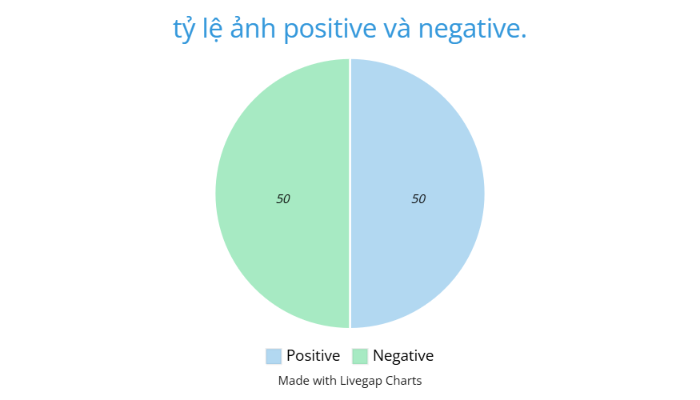 tỷ lệ ảnh positive và negative.
50 50
Positive Negative
Made with Livegap Charts